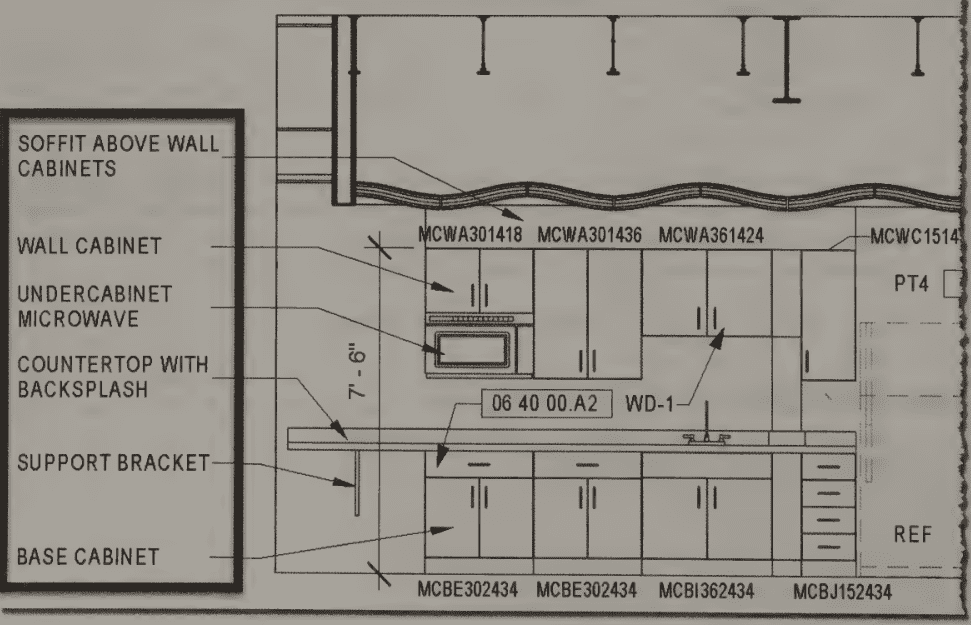 SOFFIT ABOVE WALL
CABINETS
MCWA301418 MCWA301436 MCWA361424
WALL CABINET
MCWC1514
PT4
UNDERCABINET
MICROWAVE
7' - 6"
COUNTERTOP WITH
BACKSPLASH
06 40 00.A2 WD-1
SUPPORT BRACKET
REF
BASE CABINET
MCBE302434 MCBE302434 MCBI362434 MCBJ152434